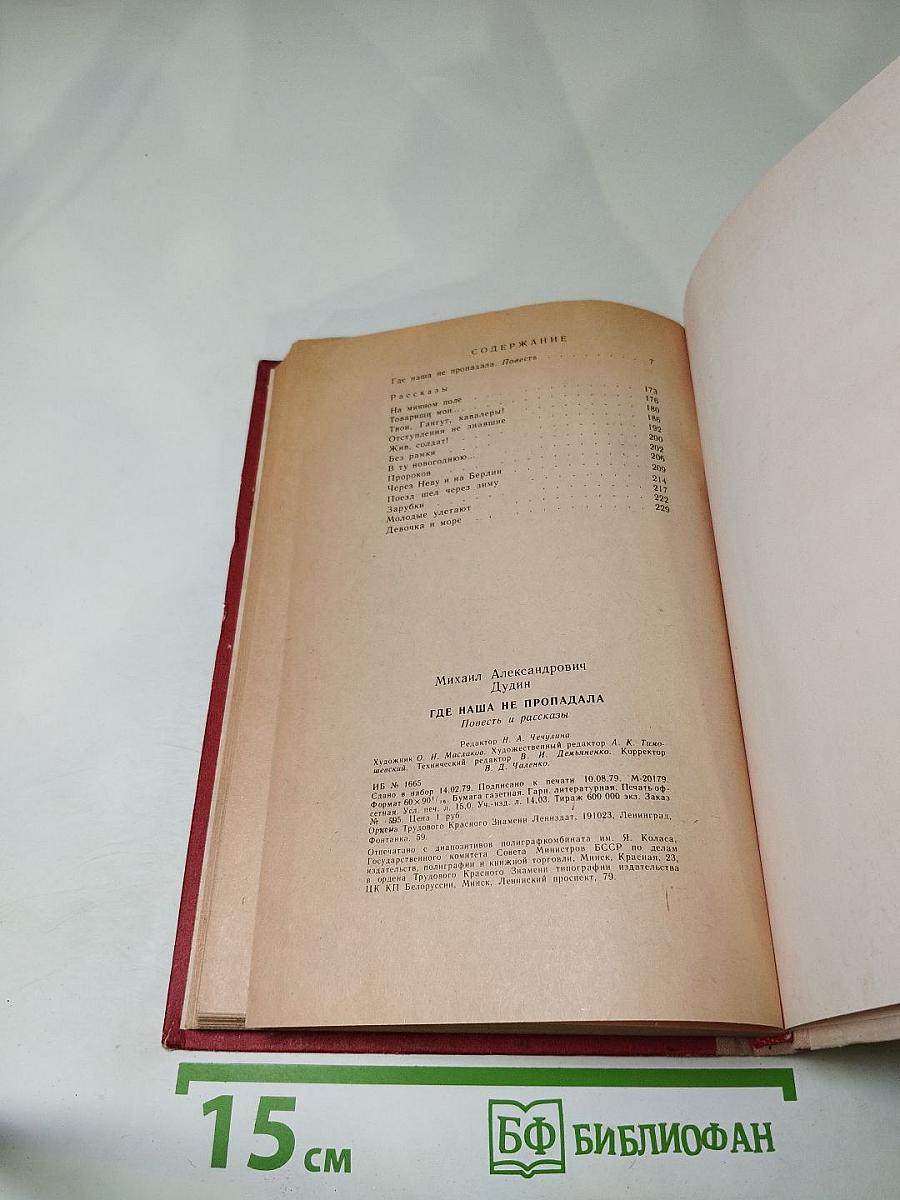 СОДЕРЖАНИЕ
Где наша не пропадала. Повесть 7
Рассказы
На минном поле 173
Товарищи мои... 176
Твои, Гангут, кавалеры! 180
Отступления не знавшие 186
Жив, солдат! 192
Без рамки 200
В ту новогоднюю... 202
Пророков 206
Через Неву и на Берлин 209
Поезд шел через зиму 214
Зарубки 217
Молодые улетают 222
Девочка и море 229
Михаил Александрович
Дудин
ГДЕ НАША НЕ ПРОПАДАЛА
Повесть и рассказы
Редактор Н. А. Чечулина
Художник О. И. Маслаков. Художественный редактор А. К. Тимо-
шевский. Технический редактор В. И. Демьяненко. Корректор
В. Д. Чаленко.
ИБ № 1665
Сдано в набор 14.02.79. Подписано к печати 10.08.79. М-20179.
Формат 60×90¹/₁₆. Бумага газетная. Гарн. литературная. Печать оф-
сетная. Усл. печ. л. 15,0. Уч.-изд. л. 14,03. Тираж 600 000 экз. Заказ
№ 595. Цена 1 руб.
Ордена Трудового Красного Знамени Лениздат, 191023, Ленинград,
Фонтанка, 59.
Отпечатано с диапозитивов полиграфкомбината им. Я. Коласа,
Государственного комитета Совета Министров БССР по делам
издательств, полиграфии и книжной торговли, Минск, Красная, 23,
в ордена Трудового Красного Знамени типографии издательства
ЦК КП Белоруссии, Минск, Ленинский проспект, 79.
15 см
БФ БИБЛИОФАН